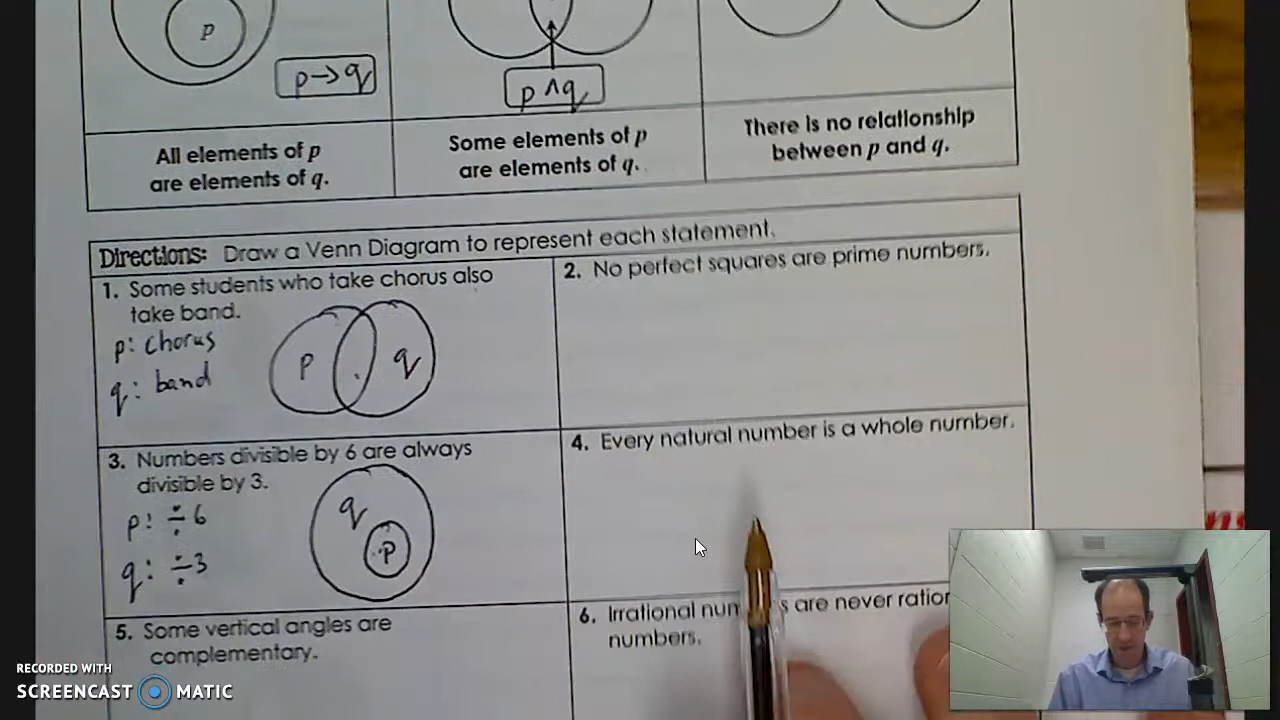 p
p → q
p ∧ q
All elements of p
are elements of q.
Some elements of p
are elements of q.
There is no relationship
between p and q.
Directions: Draw a Venn Diagram to represent each statement.
1. Some students who take chorus also
take band.
p: chorus
q: band
p
q
2. No perfect squares are prime numbers.
3. Numbers divisible by 6 are always
divisible by 3.
p: ÷6
q: ÷3
q
p
4. Every natural number is a whole number.
5. Some vertical angles are
complementary.
6. Irrational num s are never ratior
numbers.
RECORDED WITH
SCREENCAST MATIC